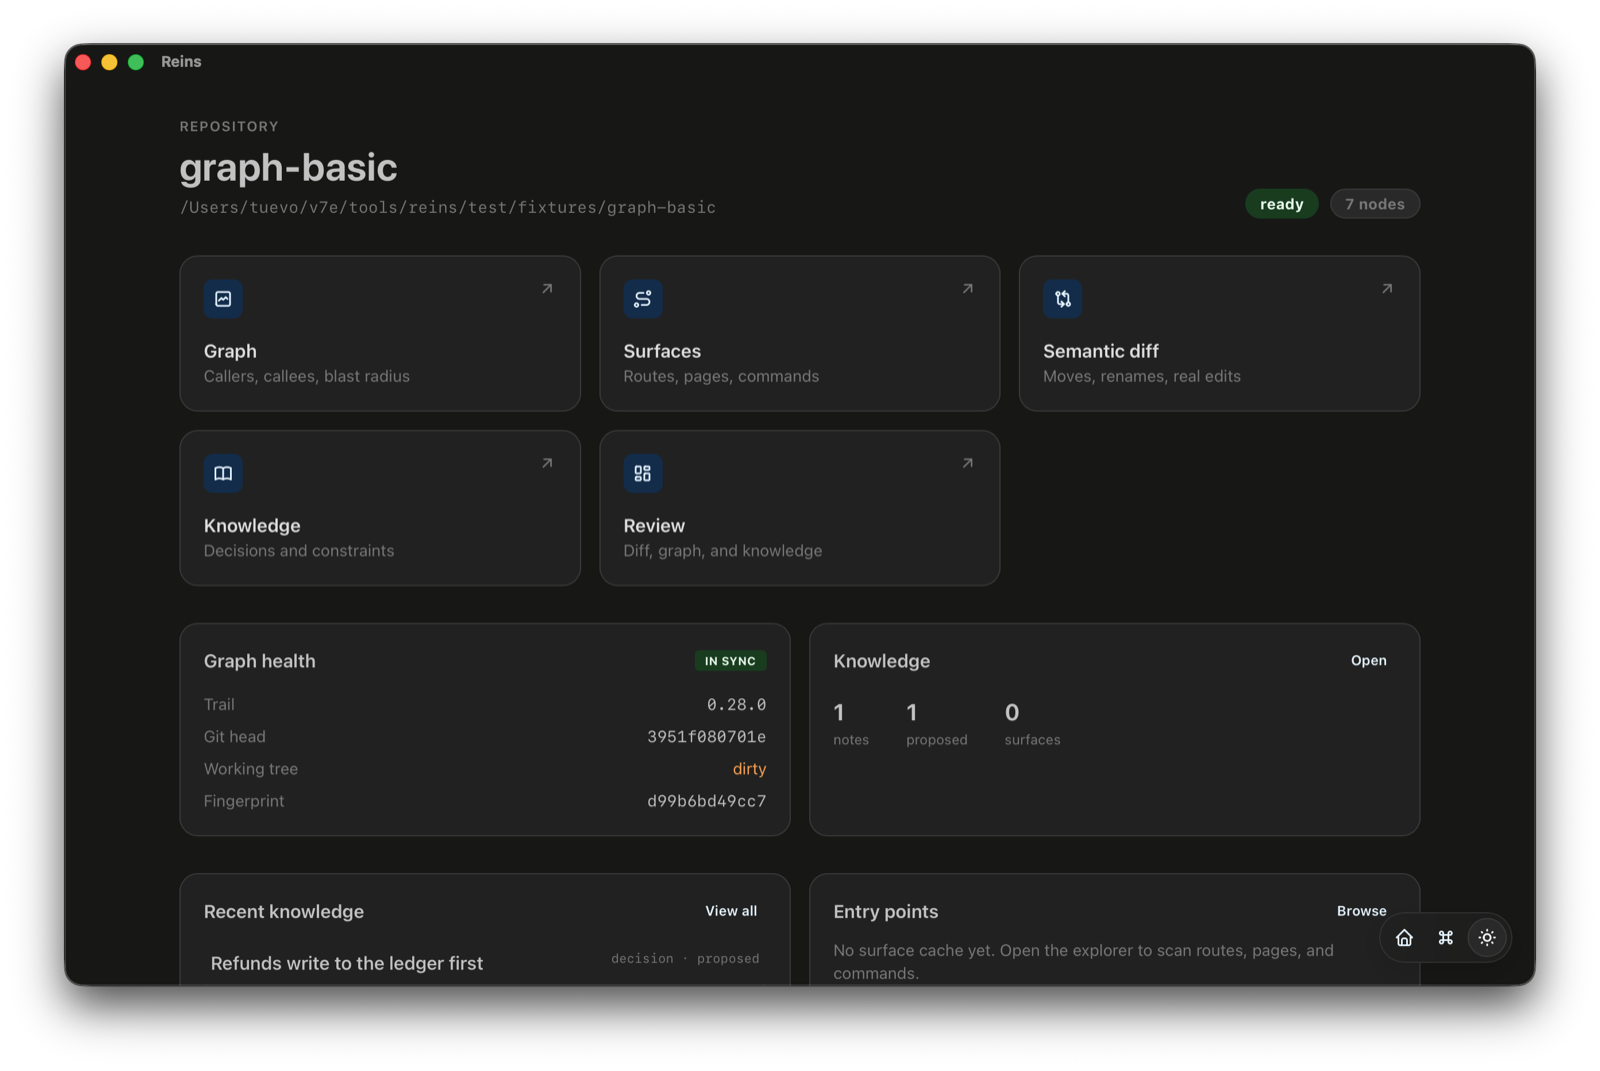 Reins
REPOSITORY
graph-basic
/Users/tuevo/v7e/tools/reins/test/fixtures/graph-basic
ready
7 nodes
Graph
Callers, callees, blast radius
Surfaces
Routes, pages, commands
Semantic diff
Moves, renames, real edits
Knowledge
Decisions and constraints
Review
Diff, graph, and knowledge
Graph health
IN SYNC
Trail
0.28.0
Git head
3951f080701e
Working tree
dirty
Fingerprint
d99b6bd49cc7
Knowledge
Open
1
notes
1
proposed
0
surfaces
Recent knowledge
View all
Refunds write to the ledger first
decision · proposed
Entry points
Browse
No surface cache yet. Open the explorer to scan routes, pages, and
commands.